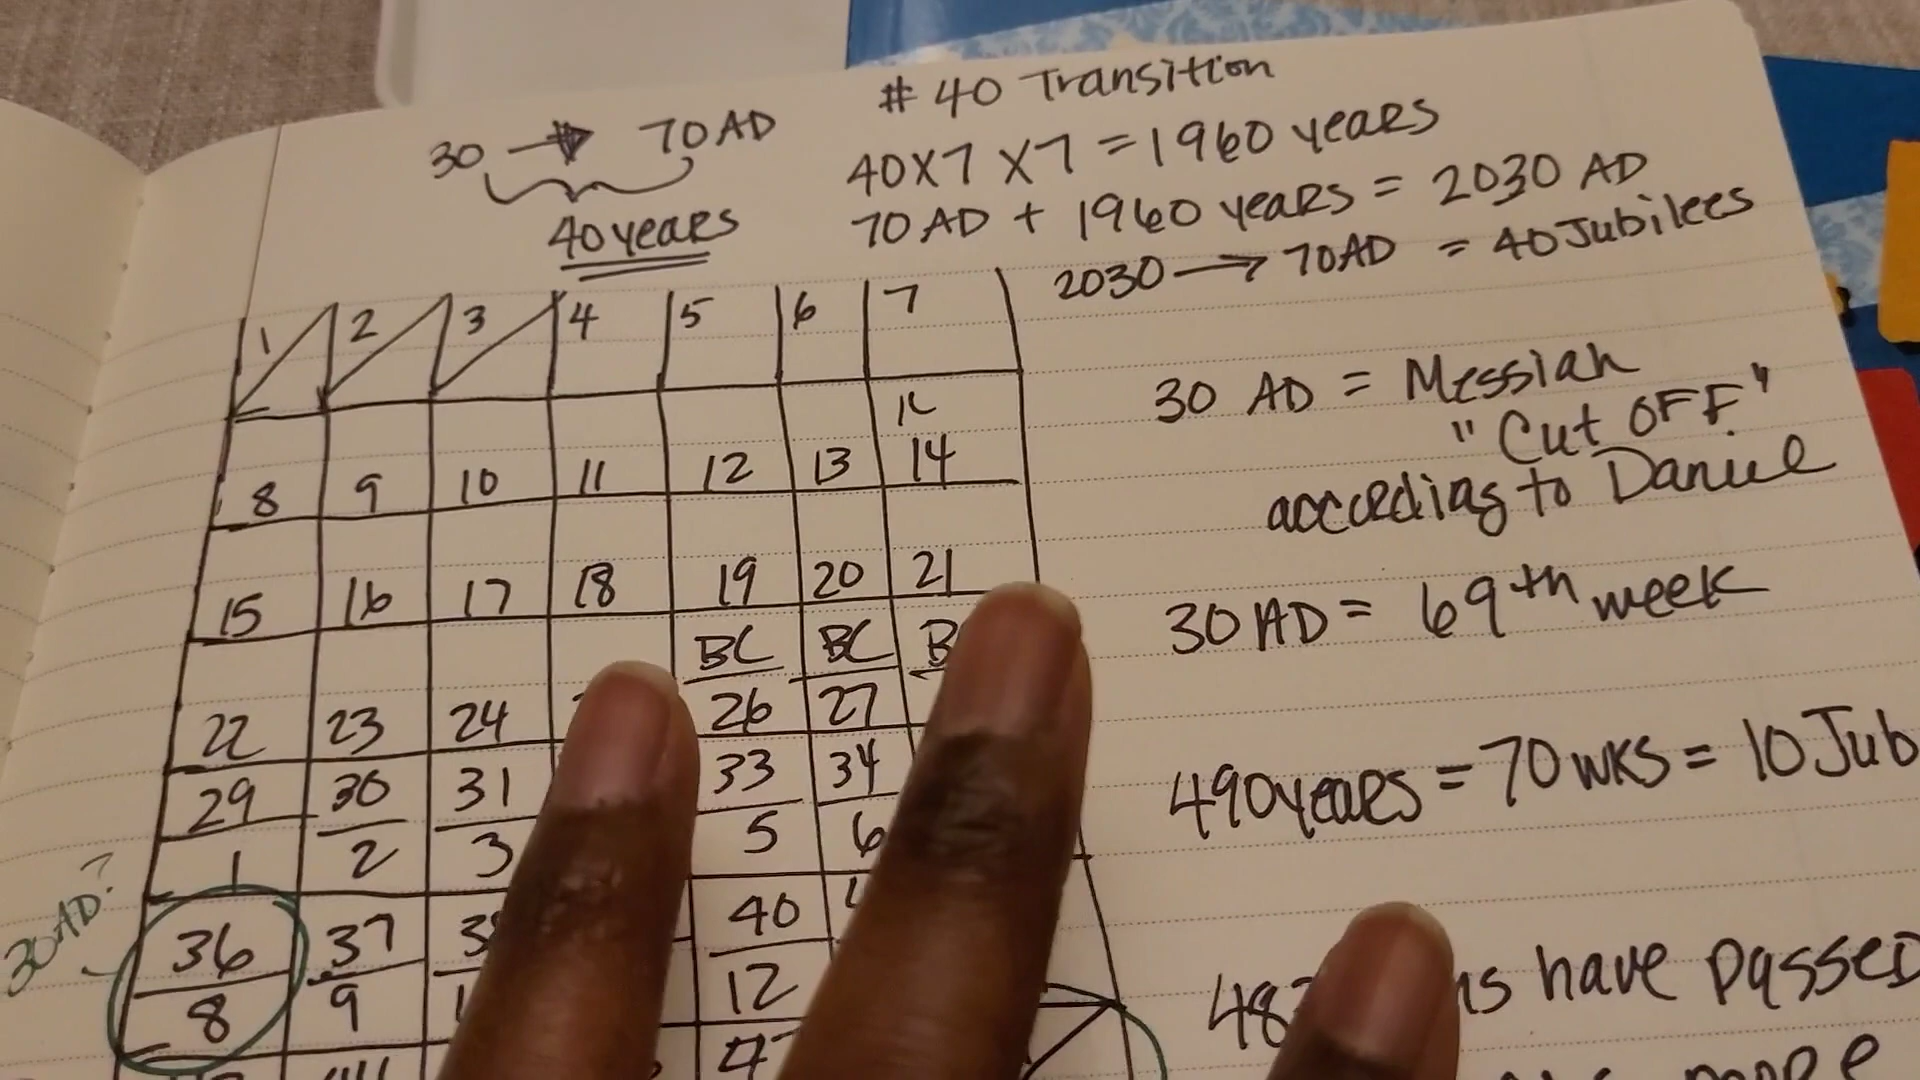 # 40 Transition
30 → 70 AD
40 years
40 x 7 x 7 = 1960 years
70 AD + 1960 years = 2030 AD
2030 → 70 AD = 40 Jubilees
1 2 3 4 5 6 7
8 9 10 11 12 13 14
15 16 17 18 19 20 21
BC BC
22 23 24 26 27
29 30 31 33 34
1 2 3 5 6
30 AD?
36 37 40
8 9 12
30 AD = Messiah
"Cut OFF"
according to Daniel
30 AD = 69th week
490 years = 70 wks = 10 Jub
have passed